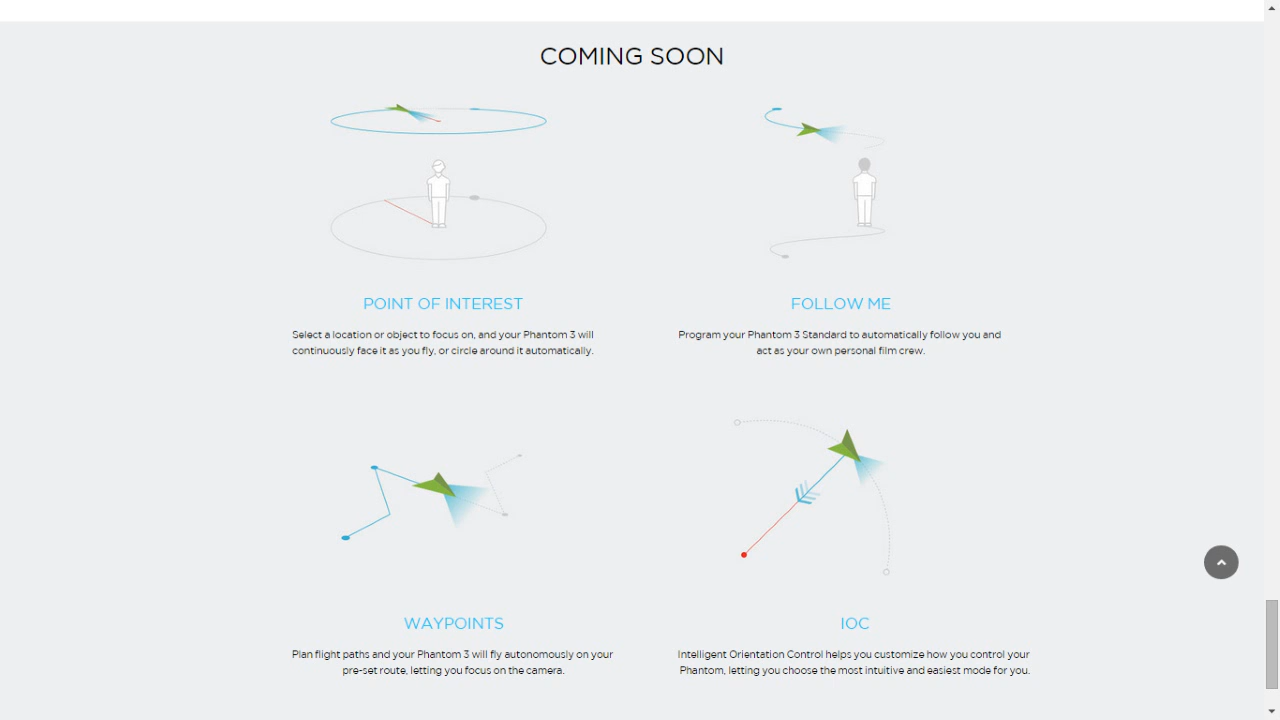 COMING SOON
POINT OF INTEREST
Select a location or object to focus on, and your Phantom 3 will
continuously face it as you fly, or circle around it automatically.
FOLLOW ME
Program your Phantom 3 Standard to automatically follow you and
act as your own personal film crew.
WAYPOINTS
Plan flight paths and your Phantom 3 will fly autonomously on your
pre-set route, letting you focus on the camera.
IOC
Intelligent Orientation Control helps you customize how you control your
Phantom, letting you choose the most intuitive and easiest mode for you.